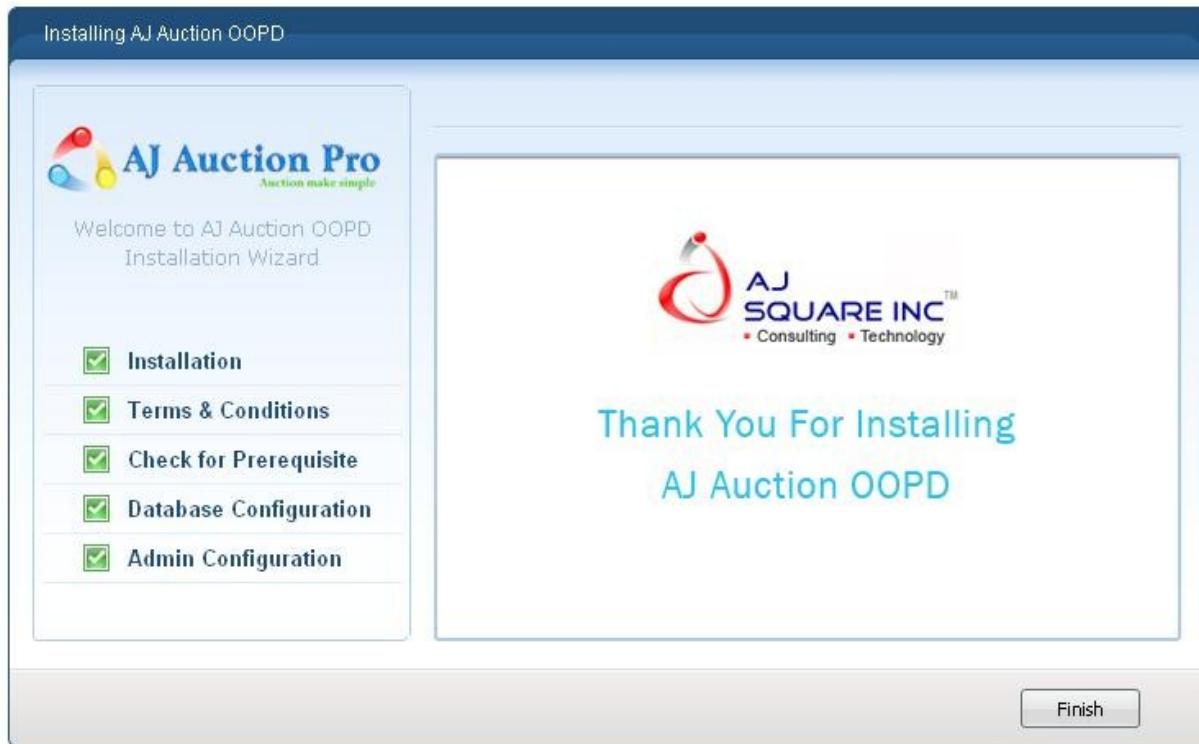 Installing AJ Auction OOPD
AJ Auction Pro
Auction make simple
Welcome to AJ Auction OOPD
Installation Wizard
Installation
Terms & Conditions
Check for Prerequisite
Database Configuration
Admin Configuration
AJ
SQUARE INC™
▪ Consulting ▪ Technology
Thank You For Installing
AJ Auction OOPD
Finish